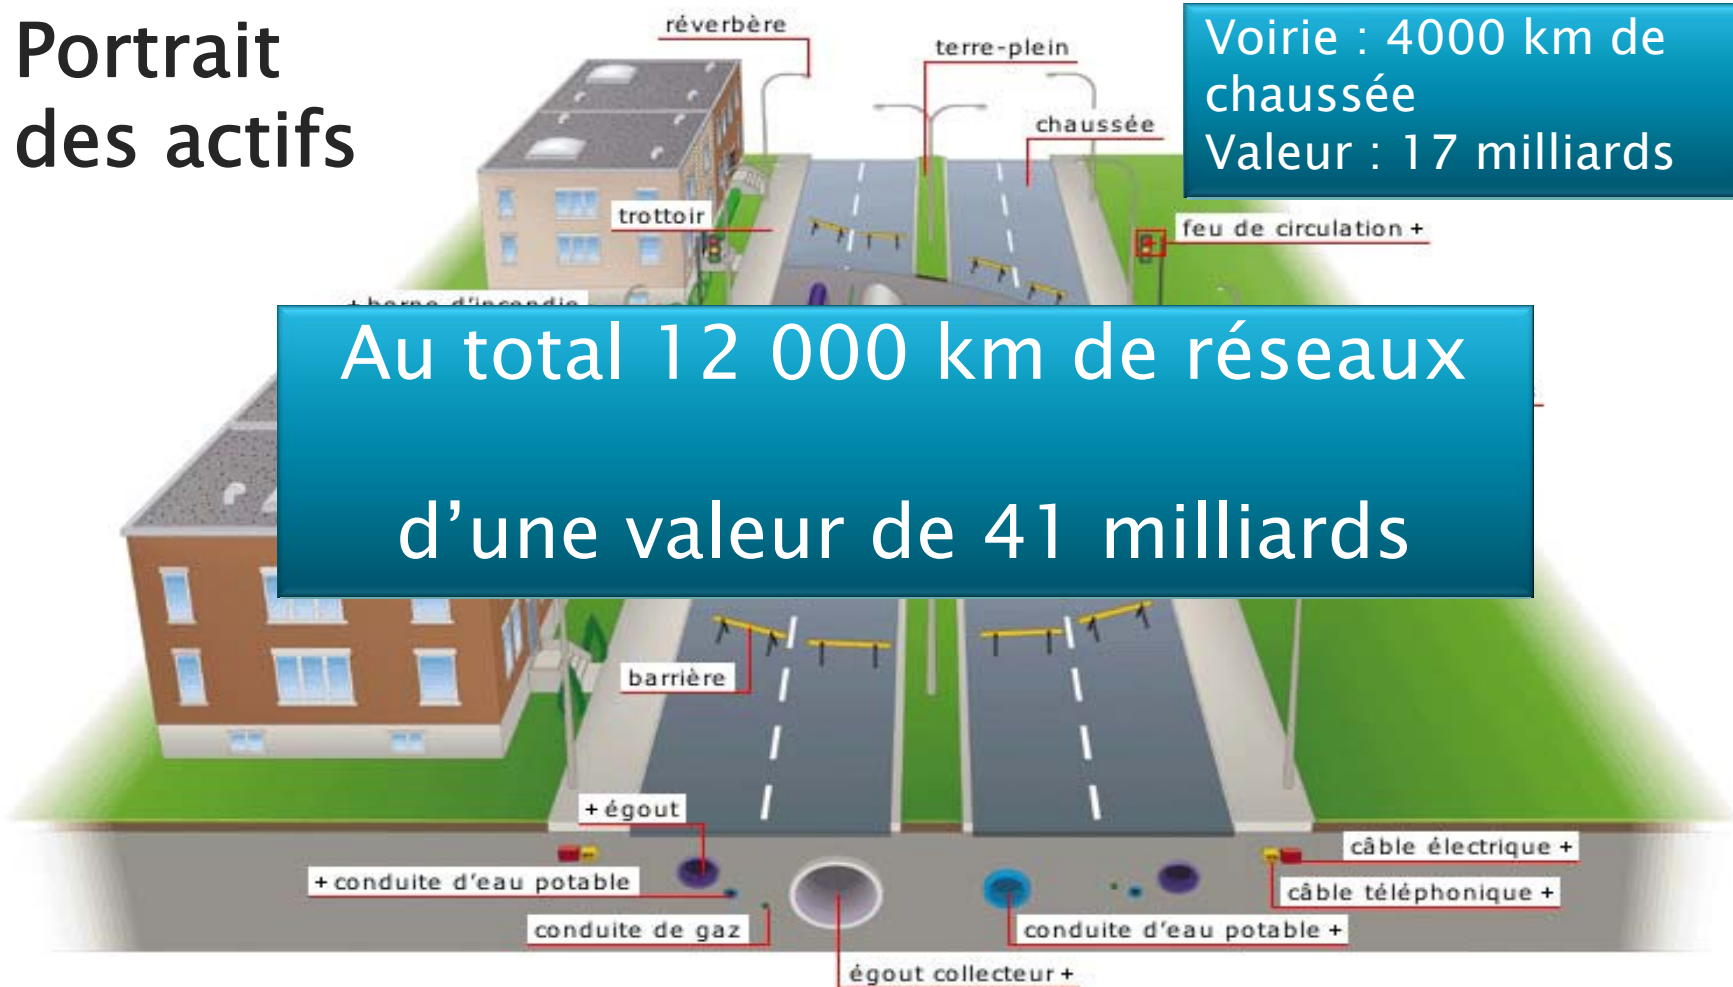 Portrait
des actifs
réverbère
terre-plein
chaussée
Voirie : 4000 km de
chaussée
Valeur : 17 milliards
trottoir
feu de circulation +
+ borne d'incendie
Au total 12 000 km de réseaux
d’une valeur de 41 milliards
barrière
+ égout
câble électrique +
+ conduite d'eau potable
câble téléphonique +
conduite de gaz
conduite d'eau potable +
égout collecteur +